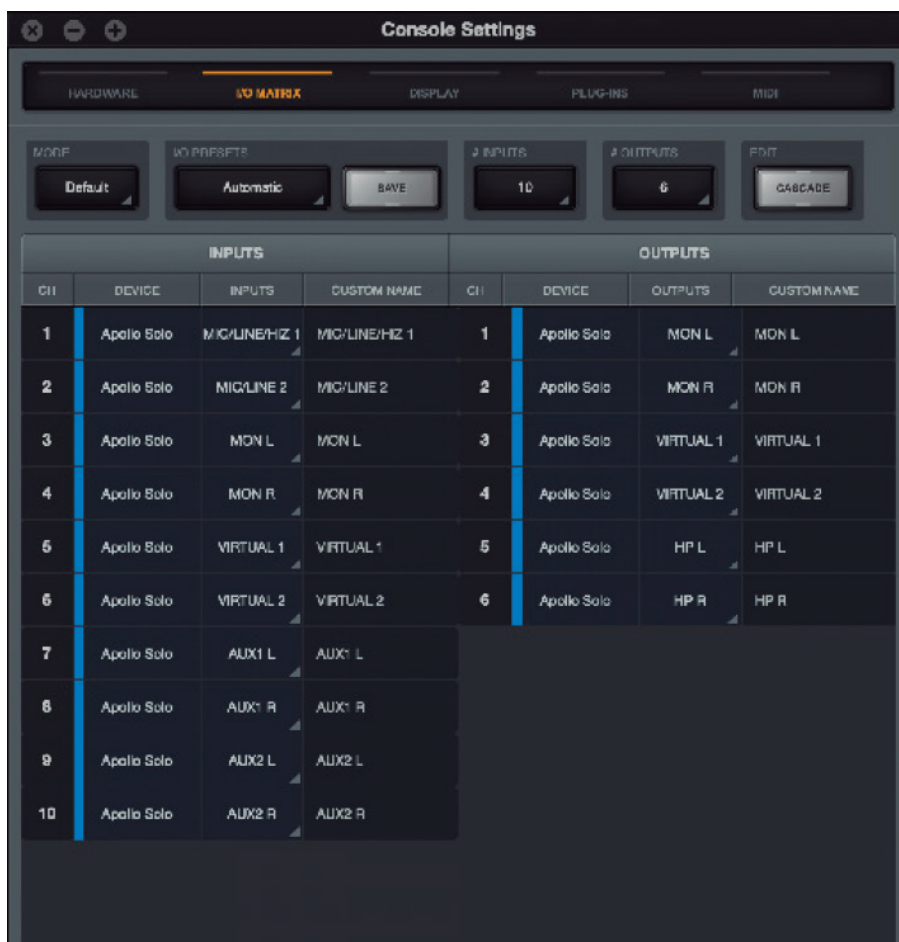 Console Settings
HARDWARE I/O MATRIX DISPLAY PLUG-INS MIDI
MODE I/O PRESETS # INPUTS # OUTPUTS EDIT
Default Automatic SAVE 10 6 CASCADE
INPUTS OUTPUTS
CH DEVICE INPUTS CUSTOM NAME CH DEVICE OUTPUTS CUSTOM NAME
1 Apollo Solo MIC/LINE/HIZ 1 MIC/LINE/HIZ 1 1 Apollo Solo MON L MON L
2 Apollo Solo MIC/LINE 2 MIC/LINE 2 2 Apollo Solo MON R MON R
3 Apollo Solo MON L MON L 3 Apollo Solo VIRTUAL 1 VIRTUAL 1
4 Apollo Solo MON R MON R 4 Apollo Solo VIRTUAL 2 VIRTUAL 2
5 Apollo Solo VIRTUAL 1 VIRTUAL 1 5 Apollo Solo HP L HP L
6 Apollo Solo VIRTUAL 2 VIRTUAL 2 6 Apollo Solo HP R HP R
7 Apollo Solo AUX1 L AUX1 L
8 Apollo Solo AUX1 R AUX1 R
9 Apollo Solo AUX2 L AUX2 L
10 Apollo Solo AUX2 R AUX2 R